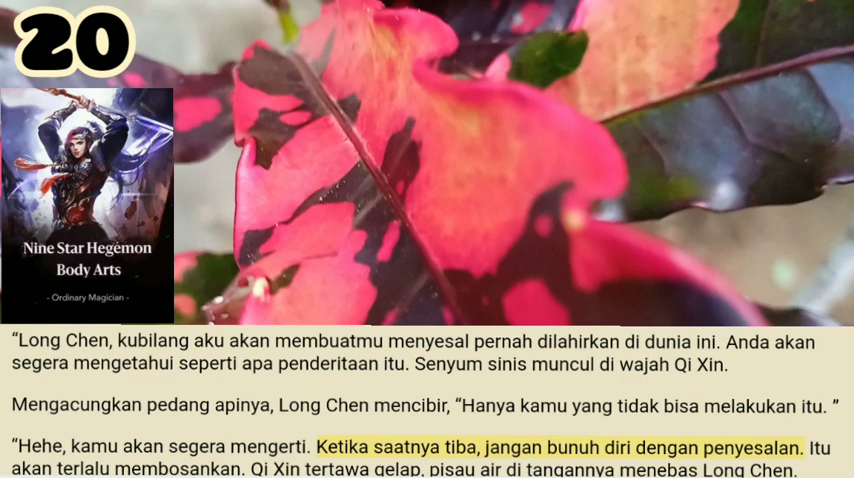 20
Nine Star Hegemon
Body Arts
- Ordinary Magician -
“Long Chen, kubilang aku akan membuatmu menyesal pernah dilahirkan di dunia ini. Anda akan
segera mengetahui seperti apa penderitaan itu. Senyum sinis muncul di wajah Qi Xin.
Mengacungkan pedang apinya, Long Chen mencibir, “Hanya kamu yang tidak bisa melakukan itu. ”
“Hehe, kamu akan segera mengerti. Ketika saatnya tiba, jangan bunuh diri dengan penyesalan. Itu
akan terlalu membosankan. Qi Xin tertawa gelap, pisau air di tangannya menebas Long Chen.